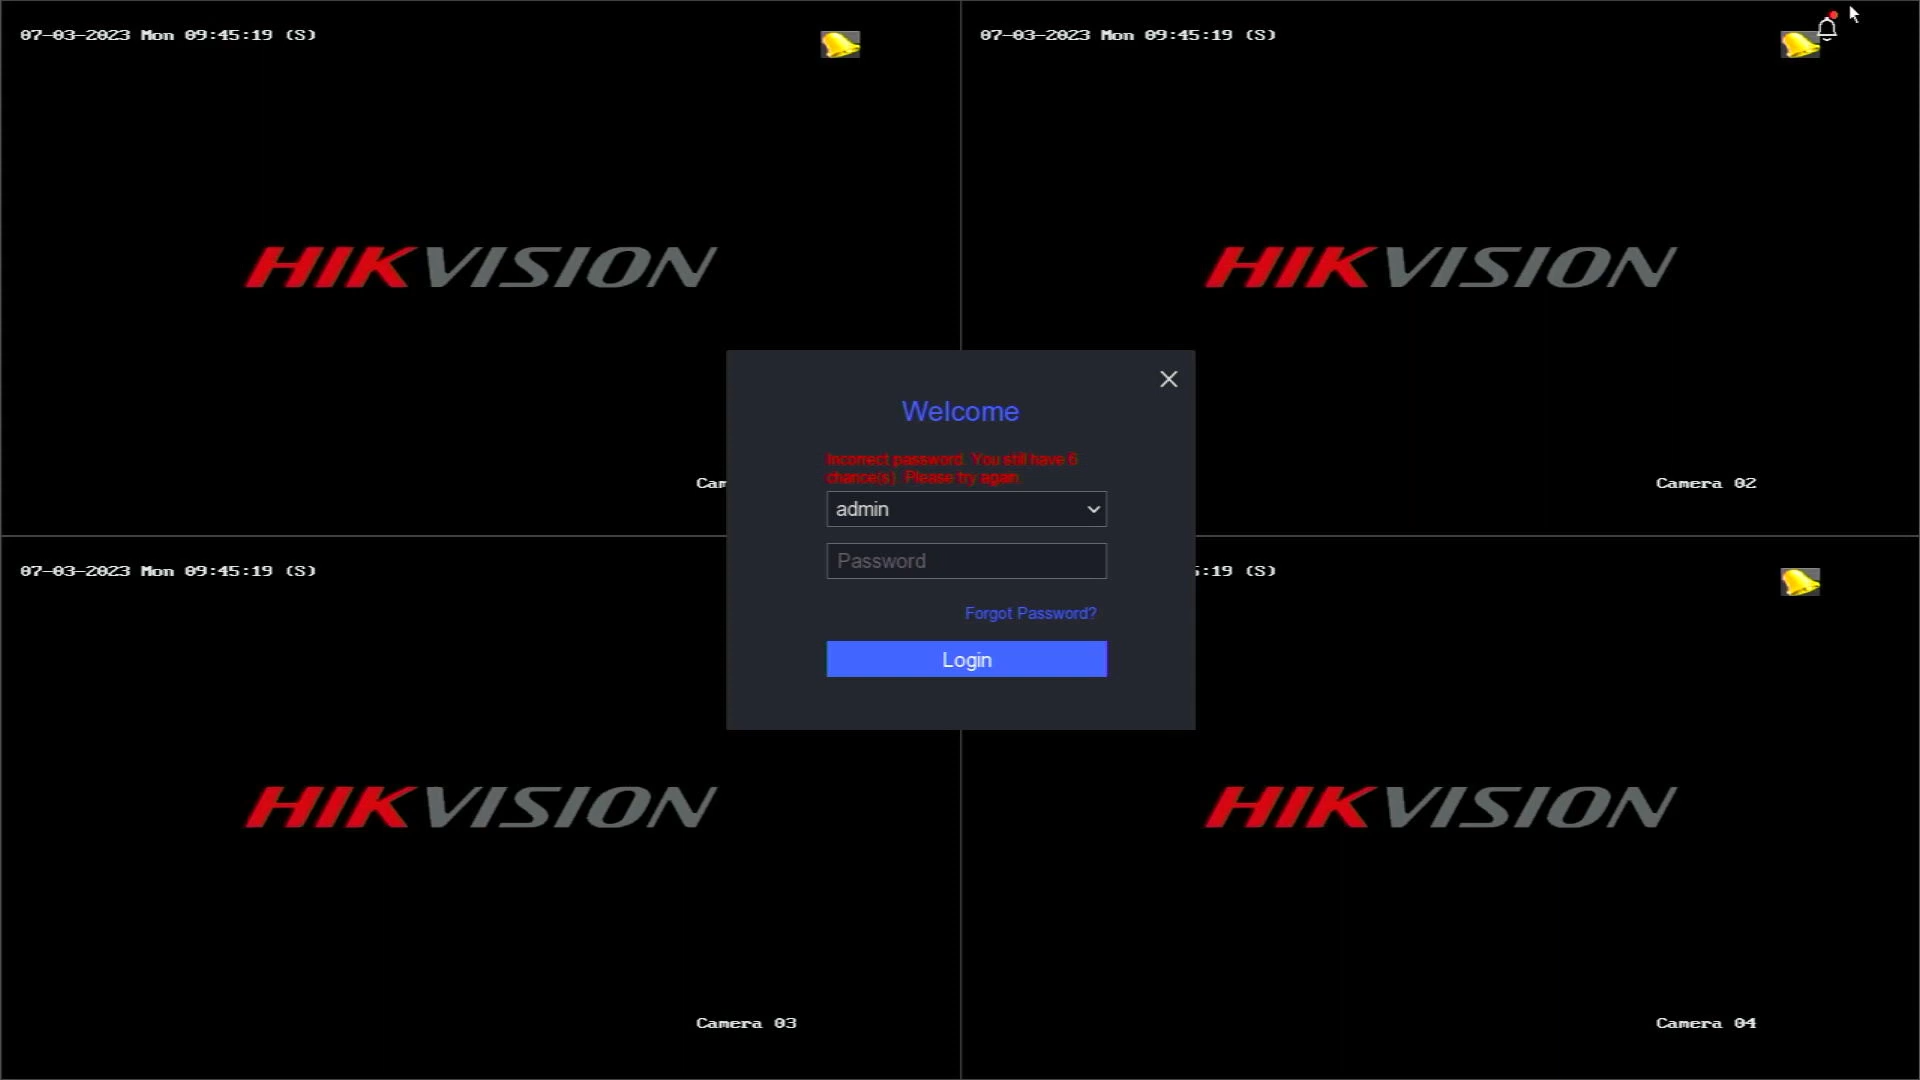 07-03-2023 Mon 09:45:19 (S)
07-03-2023 Mon 09:45:19 (S)
HIKVISION
HIKVISION
Welcome
Incorrect password. You still have 6
chance(s). Please try again.
Cam
admin
Camera 02
Password
07-03-2023 Mon 09:45:19 (S)
:19 (S)
Forgot Password?
Login
HIKVISION
HIKVISION
Camera 03
Camera 04